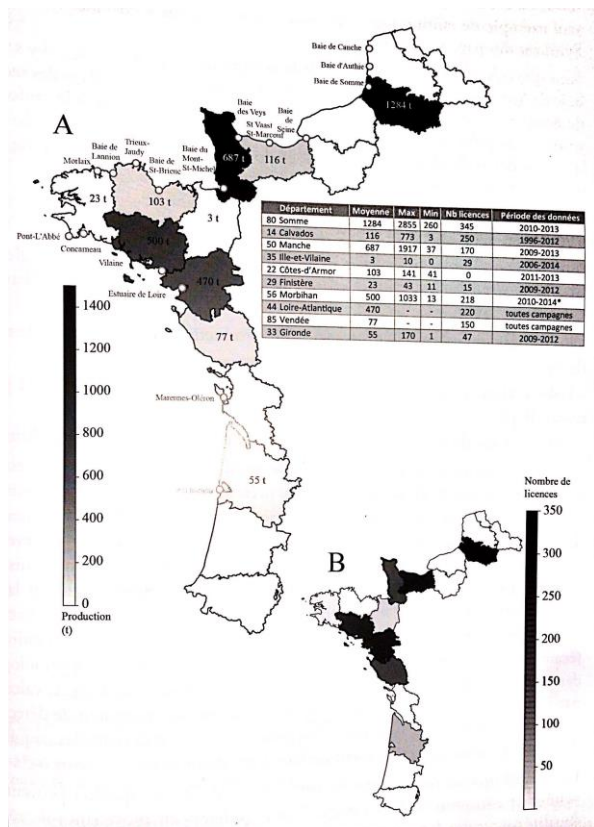 Baie de Canche
Baie d'Authie
Baie de Somme
1284 t
A
Baie
des Veys
St Vaast
St-Marcouf
Baie
de
Seine
Trieux-
Jaudy
Baie de
Lannion
Morlaix
Baie de
St-Brieuc
Baie du
Mont-
St-Michel
687 t
116 t
23 t
103 t
3 t
Pont-L'Abbé
Concarneau
500 t
Vilaine
470 t
Estuaire de Loire
77 t
Marennes-Oléron
55 t
Département Moyenne Max Min Nb licences Période des données
80 Somme 1284 2855 260 345 2010-2013
14 Calvados 116 773 3 250 1996-2012
50 Manche 687 1917 37 170 2009-2013
35 Ille-et-Vilaine 3 10 0 29 2006-2014
22 Côtes-d'Armor 103 141 41 0 2011-2013
29 Finistère 23 43 11 15 2009-2012
56 Morbihan 500 1033 13 218 2010-2014*
44 Loire-Atlantique 470 - - 220 toutes campagnes
85 Vendée 77 - - 150 toutes campagnes
33 Gironde 55 170 1 47 2009-2012
1400
1200
1000
800
600
400
200
0
Production
(t)
B
Nombre de
licences
350
300
250
200
150
100
50